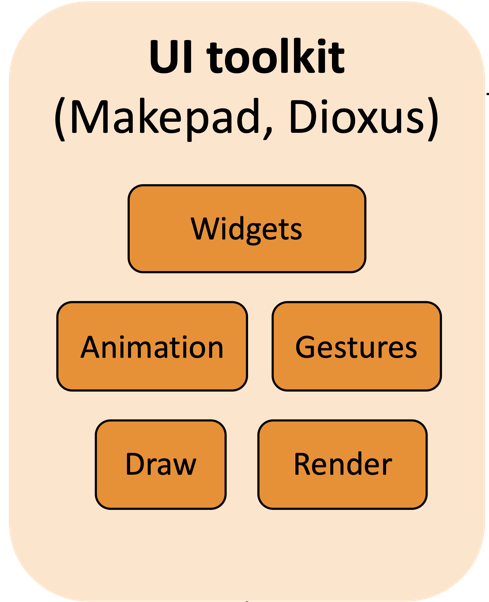 UI toolkit
(Makepad, Dioxus)
Widgets
Animation
Gestures
Draw
Render